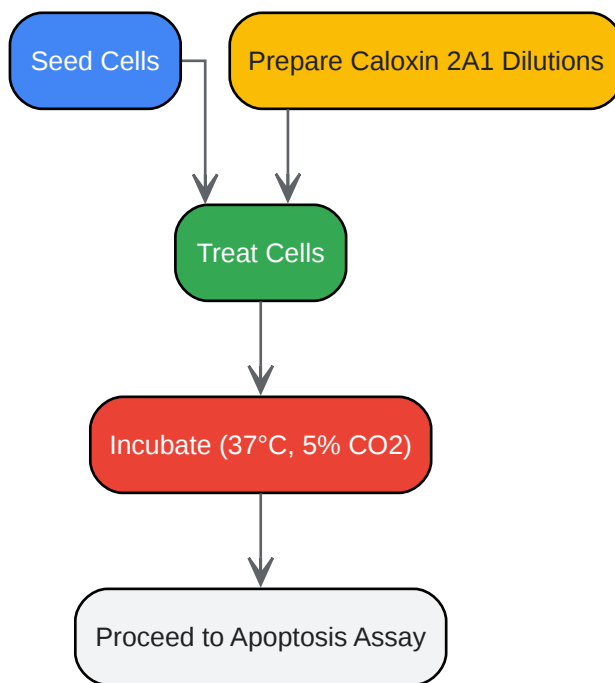 Seed Cells
Prepare Caloxin 2A1 Dilutions
Treat Cells
Incubate (37°C, 5% CO2)
Proceed to Apoptosis Assay